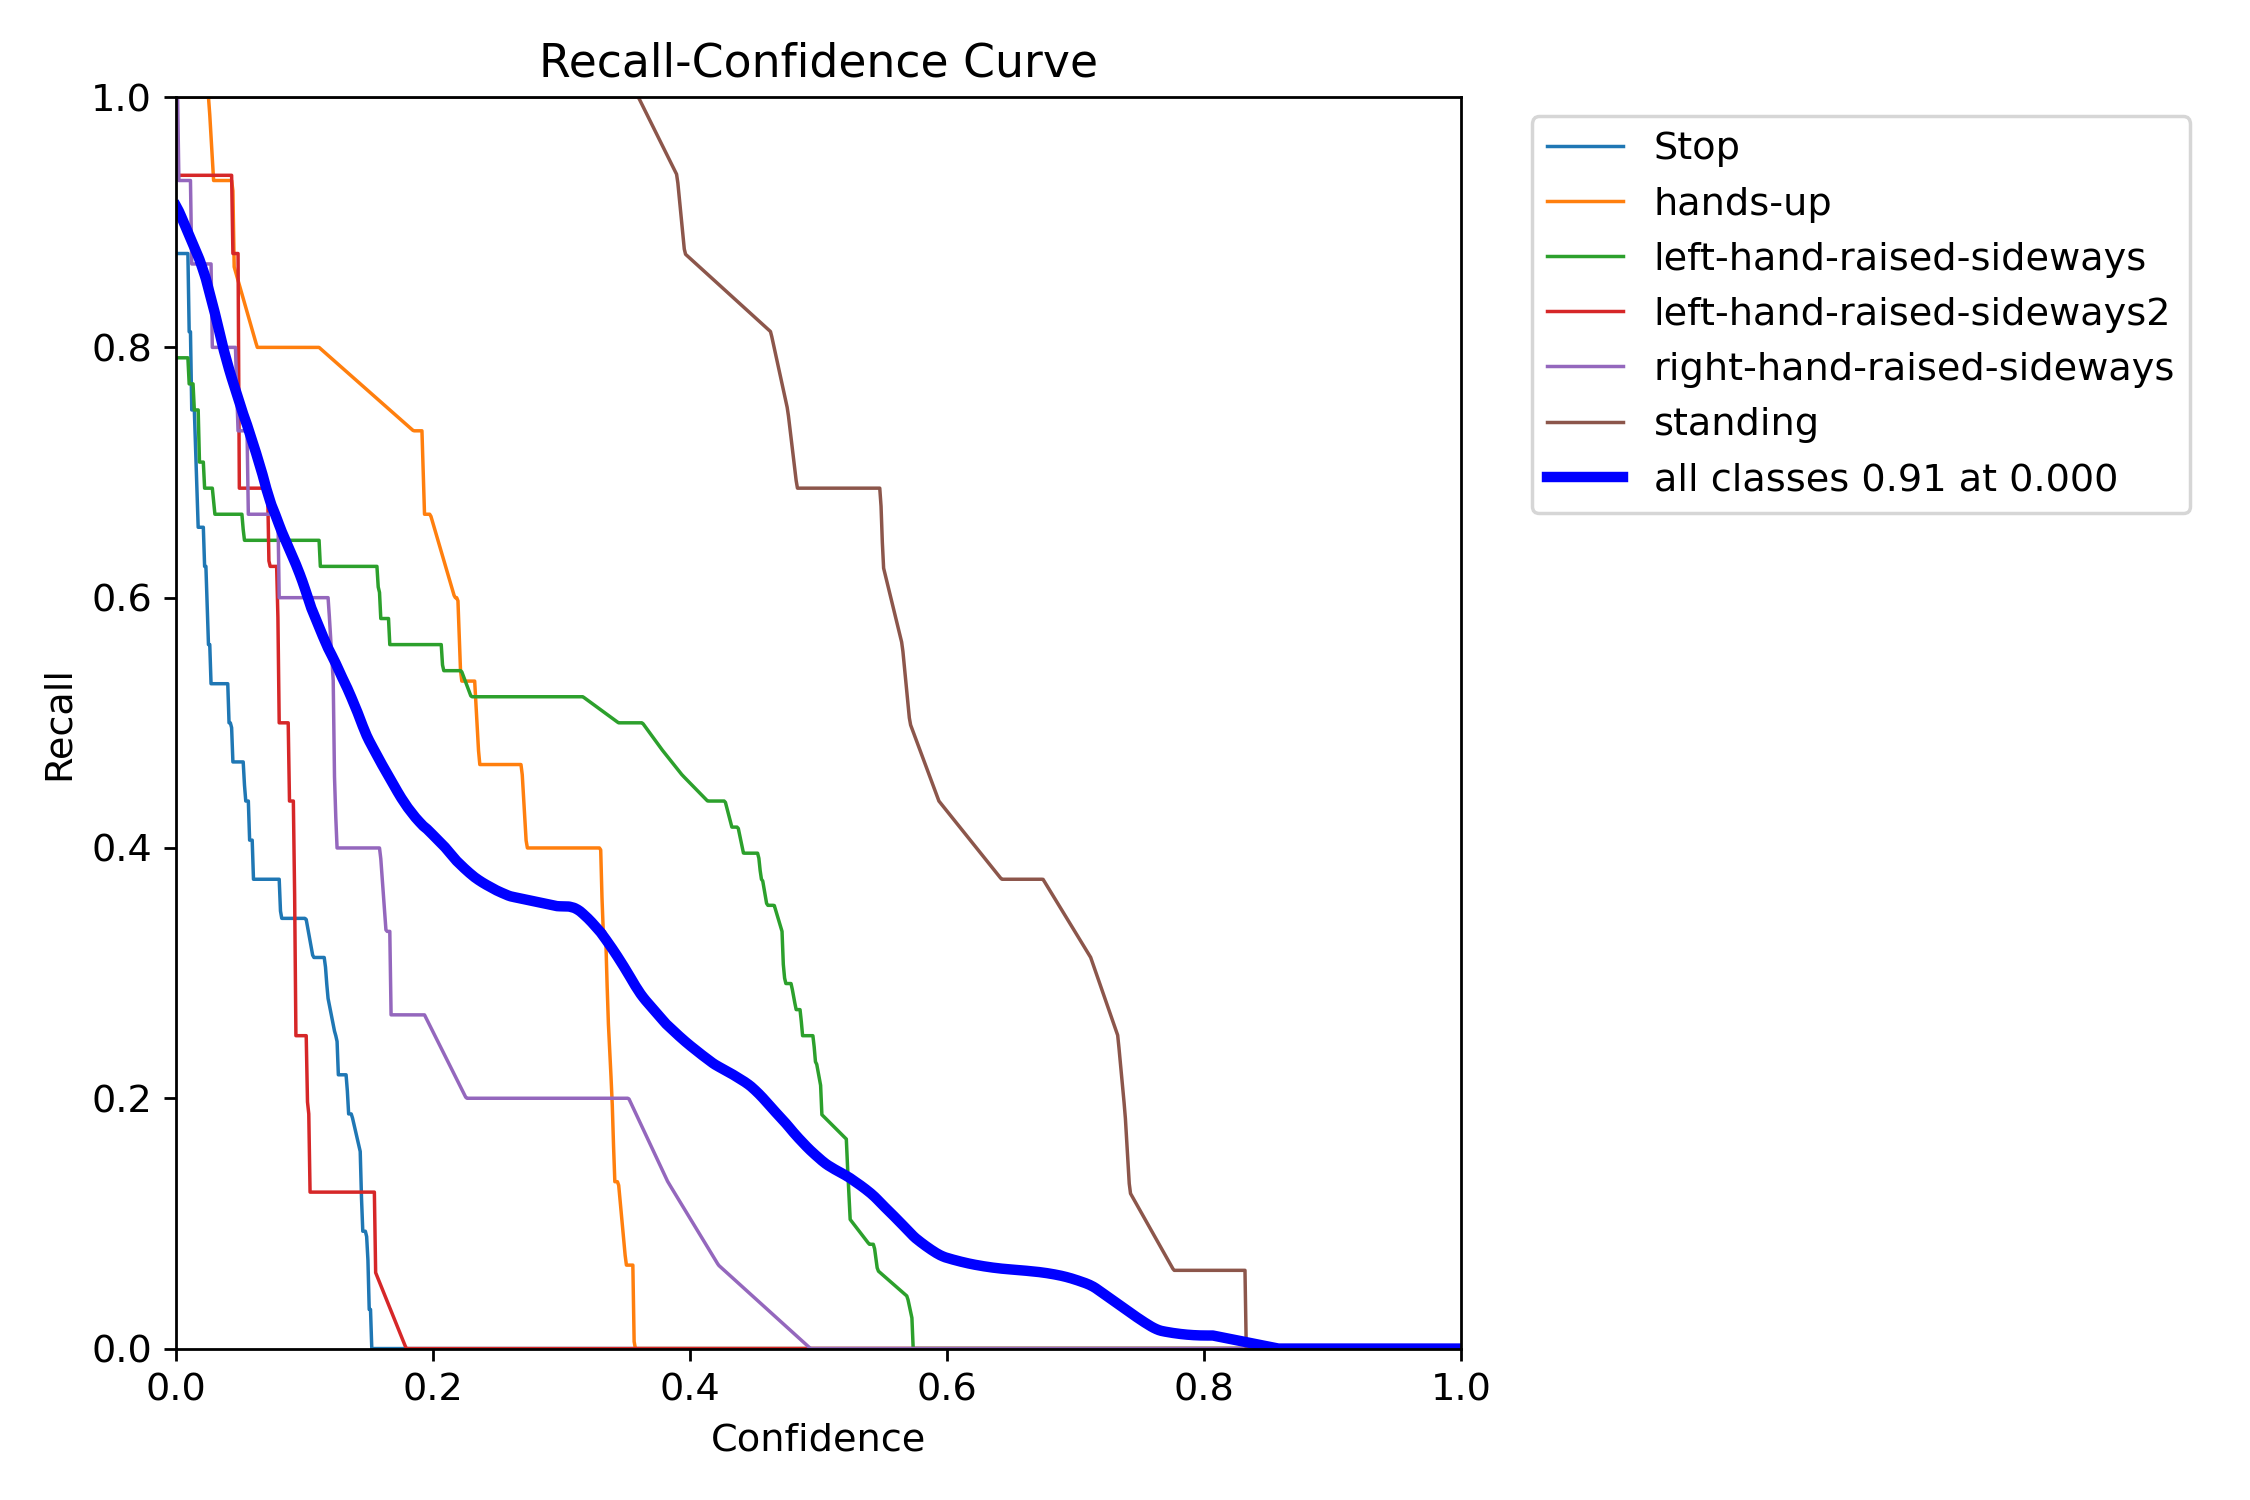 Recall-Confidence Curve
1.0
0.8
0.6
0.4
0.2
0.0
Recall
0.0 0.2 0.4 0.6 0.8 1.0
Confidence
Stop
hands-up
left-hand-raised-sideways
left-hand-raised-sideways2
right-hand-raised-sideways
standing
all classes 0.91 at 0.000